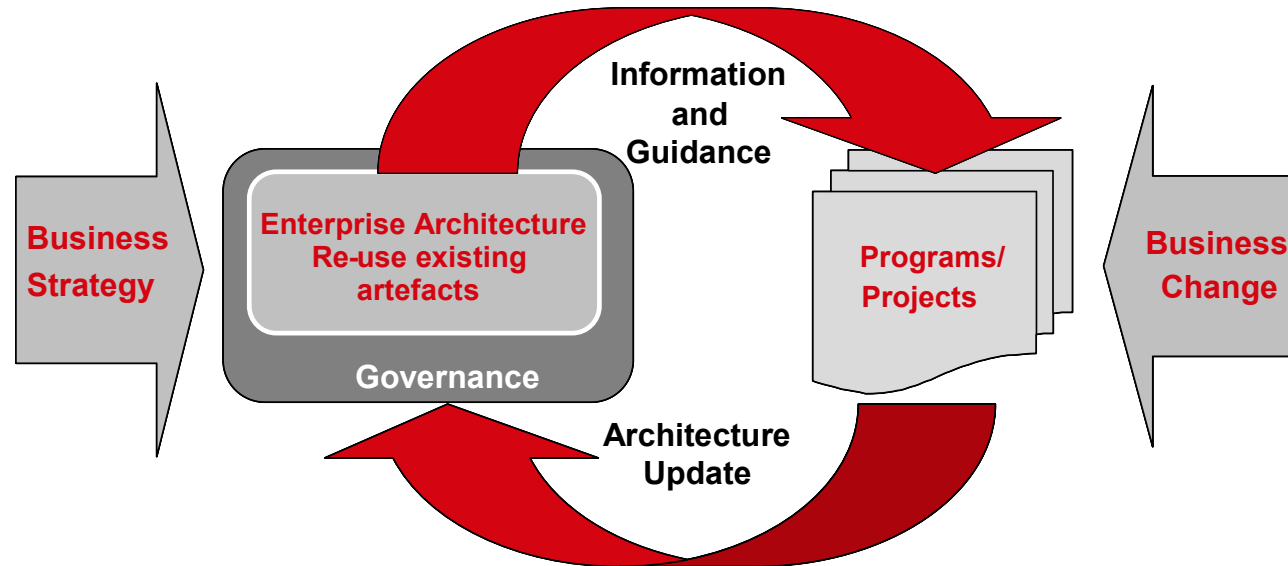 Information
and
Guidance
Business
Strategy
Enterprise Architecture
Re-use existing
artefacts
Governance
Programs/
Projects
Business
Change
Architecture
Update